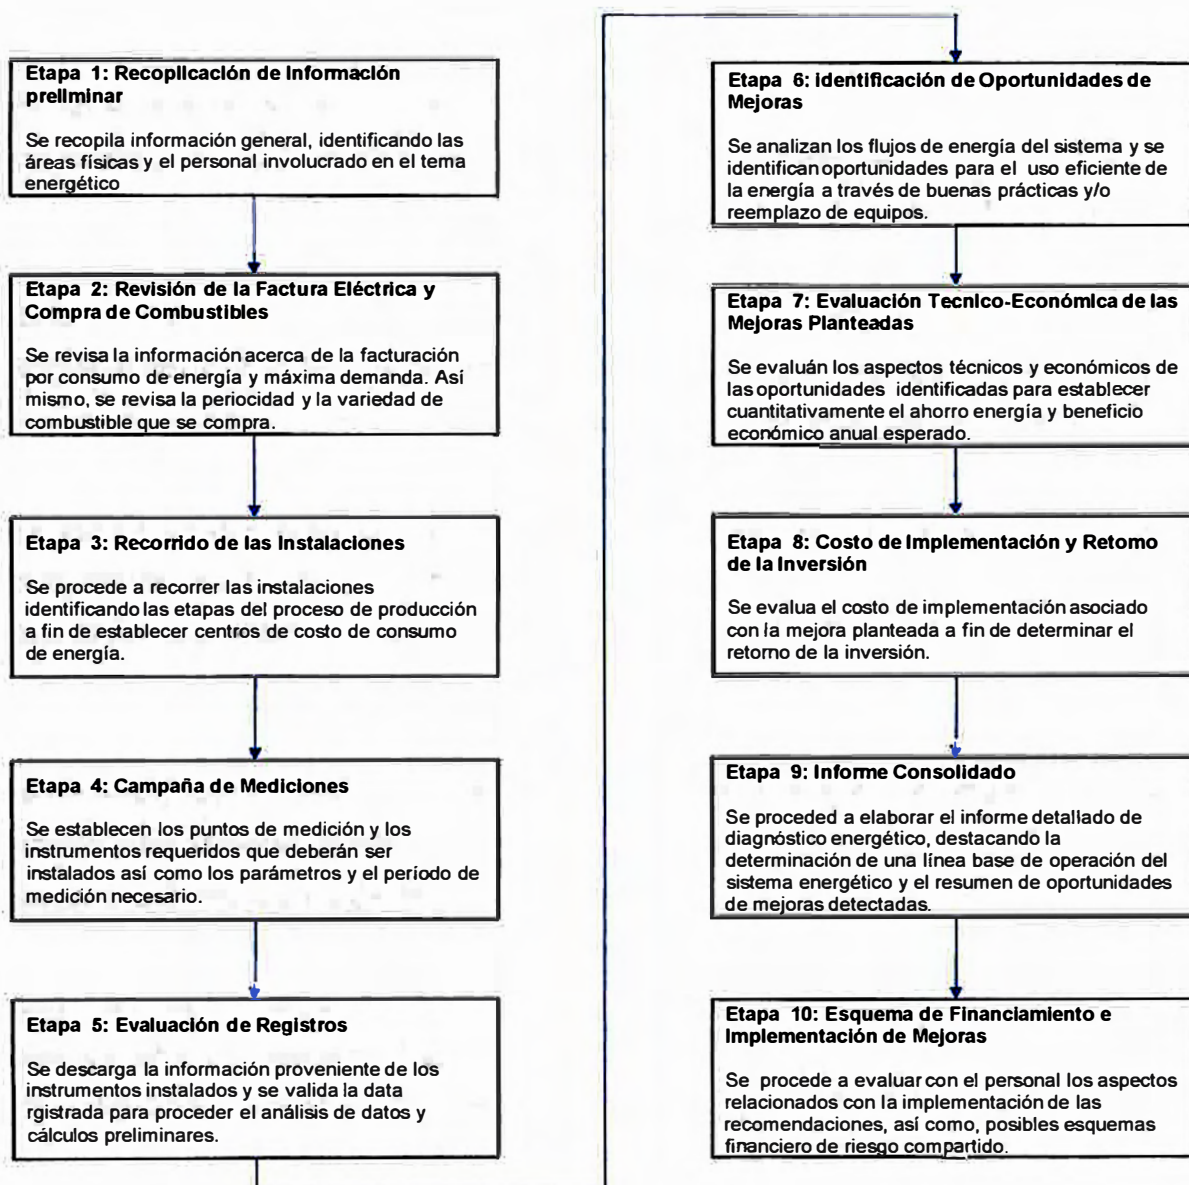 Etapa 1: Recoplicación de Información
preliminar
Se recopila información general, identificando las
áreas físicas y el personal involucrado en el tema
energético
Etapa 2: Revisión de la Factura Eléctrica y
Compra de Combustibles
Se revisa la información acerca de la facturación
por consumo de energía y máxima demanda. Así
mismo, se revisa la periocidad y la variedad de
combustible que se compra.
Etapa 3: Recorrido de las Instalaciones
Se procede a recorrer las instalaciones
identificando las etapas del proceso de producción
a fin de establecer centros de costo de consumo
de energía.
Etapa 4: Campaña de Mediciones
Se establecen los puntos de medición y los
instrumentos requeridos que deberán ser
instalados así como los parámetros y el período de
medición necesario.
Etapa 5: Evaluación de Registros
Se descarga la información proveniente de los
instrumentos instalados y se valida la data
rgistrada para proceder el análisis de datos y
cálculos preliminares.
Etapa 6: identificación de Oportunidades de
Mejoras
Se analizan los flujos de energía del sistema y se
identifican oportunidades para el uso eficiente de
la energía a través de buenas prácticas y/o
reemplazo de equipos.
Etapa 7: Evaluación Tecnico-Económica de las
Mejoras Planteadas
Se evaluán los aspectos técnicos y económicos de
las oportunidades identificadas para establecer
cuantitativamente el ahorro energía y beneficio
económico anual esperado.
Etapa 8: Costo de Implementación y Retorno
de la Inversión
Se evalua el costo de implementación asociado
con la mejora planteada a fin de determinar el
retorno de la inversión.
Etapa 9: Informe Consolidado
Se proceded a elaborar el informe detallado de
diagnóstico energético, destacando la
determinación de una línea base de operación del
sistema energético y el resumen de oportunidades
de mejoras detectadas.
Etapa 10: Esquema de Financiamiento e
Implementación de Mejoras
Se procede a evaluar con el personal los aspectos
relacionados con la implementación de las
recomendaciones, así como, posibles esquemas
financiero de riesgo compartido.